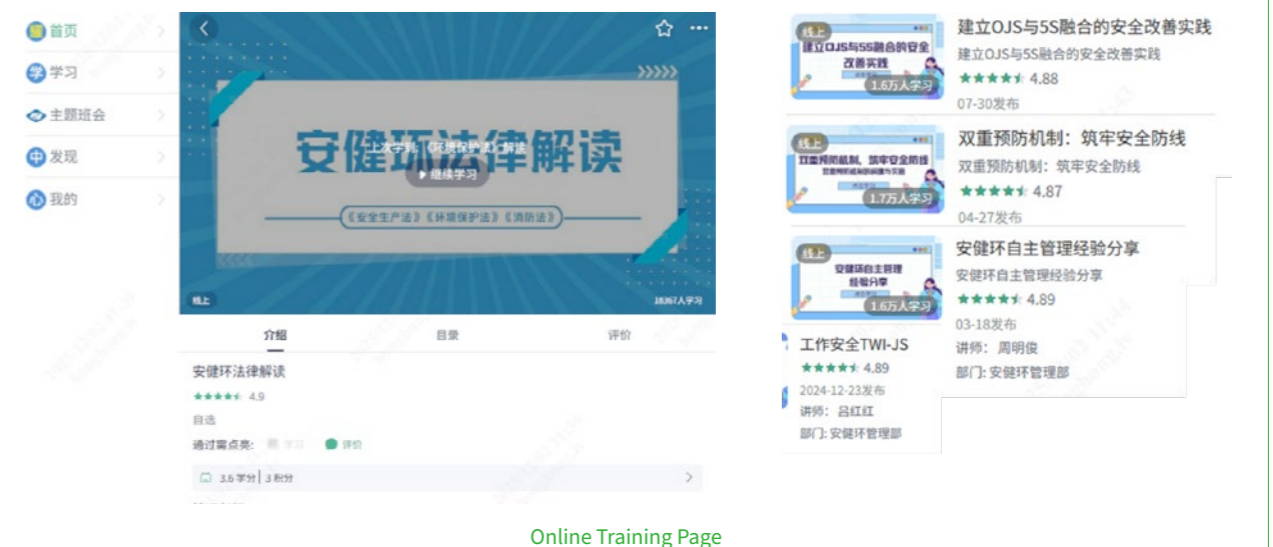 首页
学习
主题班会
发现
我的
安健环法律解读
上次学到:《环境保护法》解读
继续学习
《安全生产法》《环境保护法》《消防法》
线上
18367人学习
介绍
目录
评价
安健环法律解读
4.9
自选
通过需点亮: 学习 评价
3.6 学分 | 3 积分
线上
建立OJS与5S融合的安全
改善实践
1.6万人学习
建立OJS与5S融合的安全改善实践
建立OJS与5S融合的安全改善实践
4.88
07-30发布
线上
双重预防机制,筑牢安全防线
1.7万人学习
双重预防机制:筑牢安全防线
双重预防机制:筑牢安全防线
4.87
04-27发布
线上
安健环自主管理
经验分享
1.6万人学习
安健环自主管理经验分享
安健环自主管理经验分享
4.89
03-18发布
讲师: 周明俊
部门: 安健环管理部
工作安全TWI-JS
4.89
2024-12-23发布
讲师: 吕红红
部门: 安健环管理部
Online Training Page